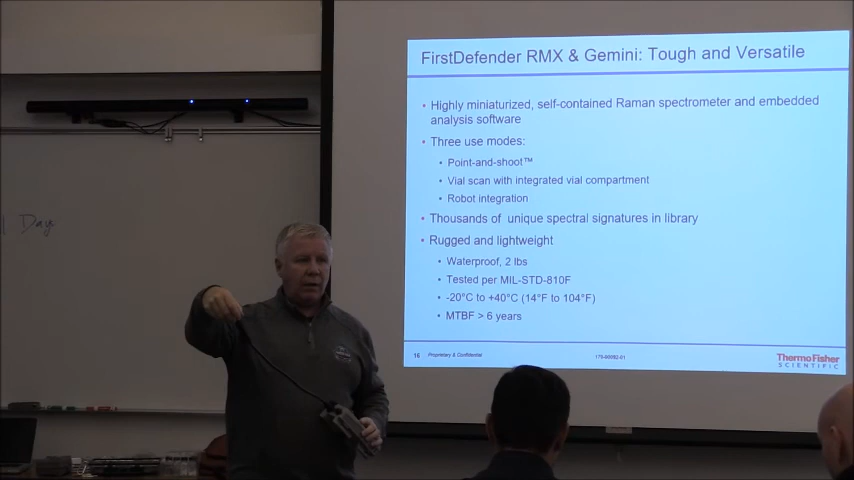 FirstDefender RMX & Gemini: Tough and Versatile
• Highly miniaturized, self-contained Raman spectrometer and embedded
analysis software
• Three use modes:
• Point-and-shoot™
• Vial scan with integrated vial compartment
• Robot integration
• Thousands of unique spectral signatures in library
• Rugged and lightweight
• Waterproof, 2 lbs
• Tested per MIL-STD-810F
• -20°C to +40°C (14°F to 104°F)
• MTBF > 6 years
16 Proprietary & Confidential
ThermoFisher
SCIENTIFIC
Day